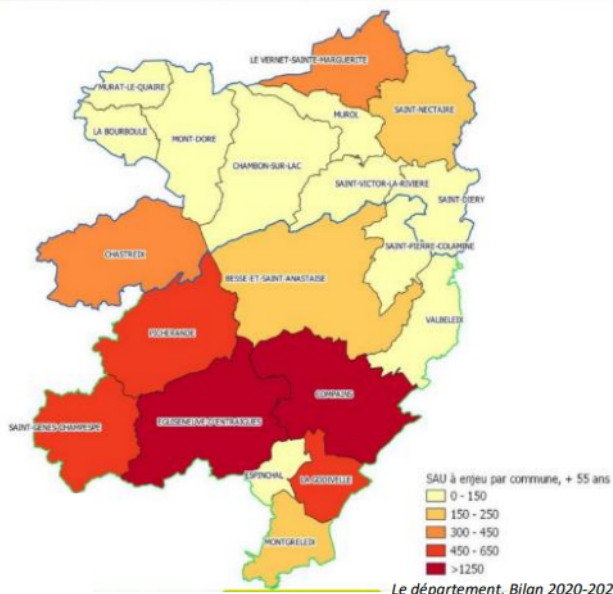 LE VERNET-SAINTE-MARGUERITE
MURAT-LE-QUAIRE
SAINT-NECTAIRE
MUROL
LA BOURBOULE
MONT-DORE
CHAMBON-SUR-LAC
SAINT-VICTOR-LA-RIVIERE
SAINT-DIERY
SAINT-PIERRE-COLAMINE
CHASTREIX
BESSE-ET-SAINT-ANASTAISE
VALBELEIX
PICHERANDE
COMPAINS
EGLISENEUVE-D'ENTRAIGUES
SAINT-GENES-CHAMPESPE
ESPINCHAL
LA GODIVELLE
MONTGRELEIX
SAU à enjeu par commune, + 55 ans
0 - 150
150 - 250
300 - 450
450 - 650
>1250
Le département. Bilan 2020-202